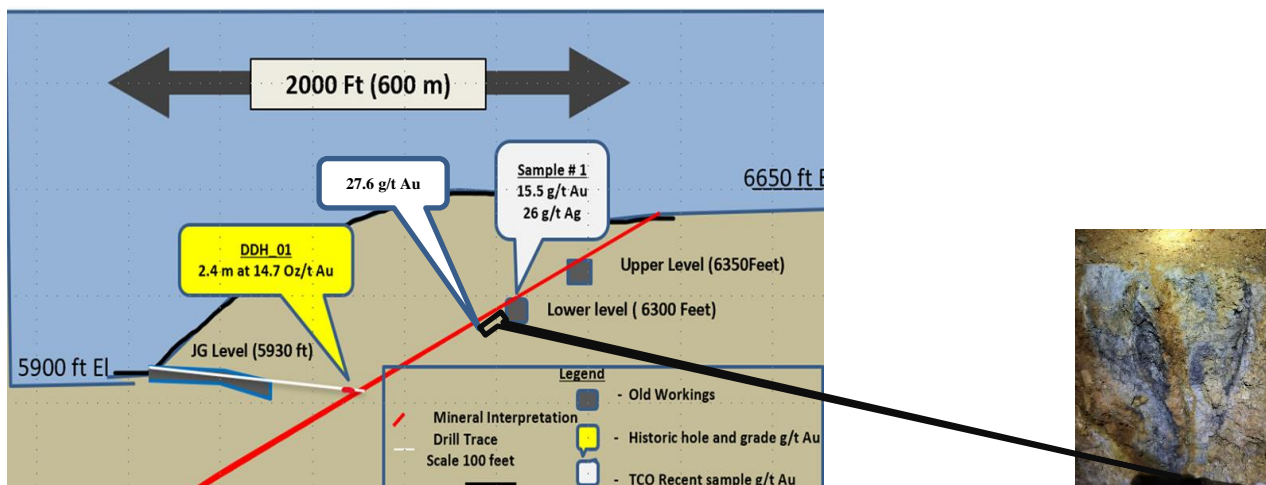 2000 Ft (600 m)
27.6 g/t Au
Sample # 1
15.5 g/t Au
26 g/t Ag
6650 ft E
DDH_01
2.4 m at 14.7 Oz/t Au
Upper Level (6350Feet)
Lower level ( 6300 Feet)
JG Level (5930 ft)
5900 ft El
Legend
- Old Workings
Mineral Interpretation
Drill Trace
- Historic hole and grade g/t Au
Scale 100 feet
- TCO Recent sample g/t Au